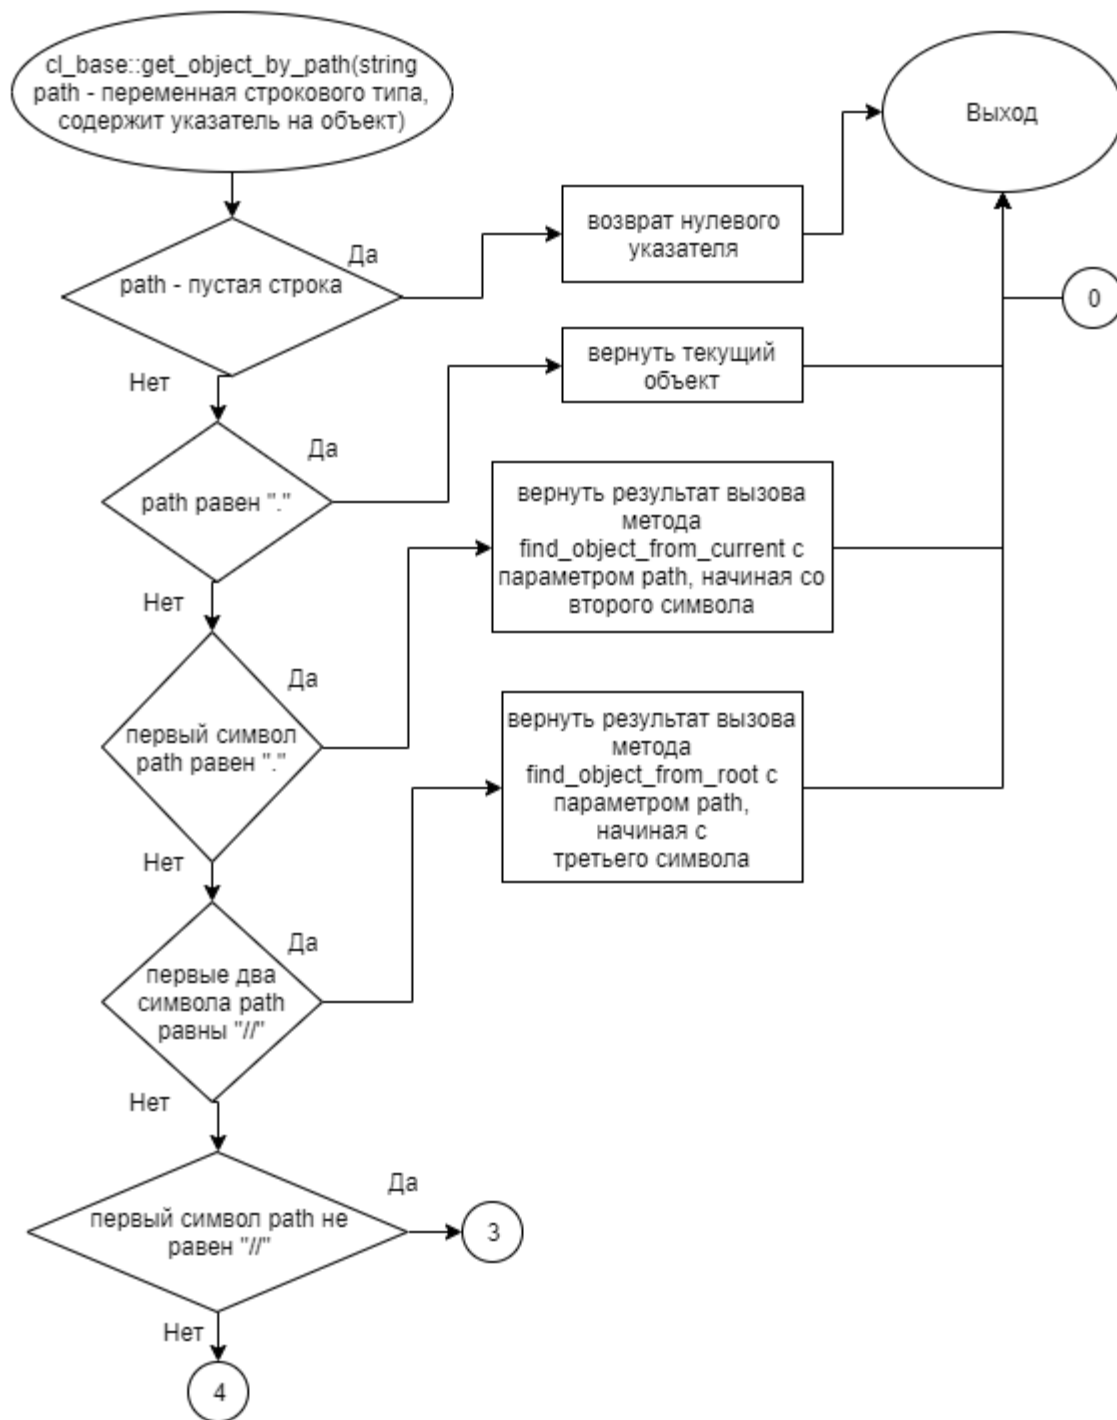 cl_base::get_object_by_path(string
path - переменная строкового типа,
содержит указатель на объект)
Выход
возврат нулевого
указателя
Да
path - пустая строка
0
вернуть текущий
объект
Нет
Да
path равен "."
вернуть результат вызова
метода
find_object_from_current с
параметром path, начиная со
второго символа
Нет
Да
первый символ
path равен "."
вернуть результат вызова
метода
find_object_from_root с
параметром path,
начиная с
третьего символа
Нет
Да
первые два
символа path
равны "//"
Нет
Да
первый символ path не
равен "//"
3
Нет
4